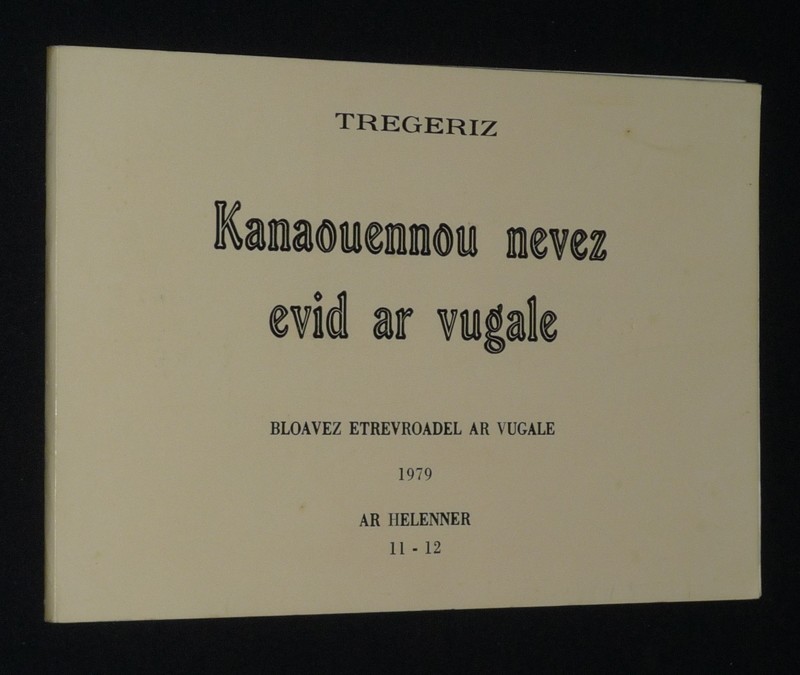 TREGERIZ
Kanaouennou nevez
evid ar vugale
BLOAVEZ ETREVROADEL AR VUGALE
1979
AR HELENNER
11 - 12